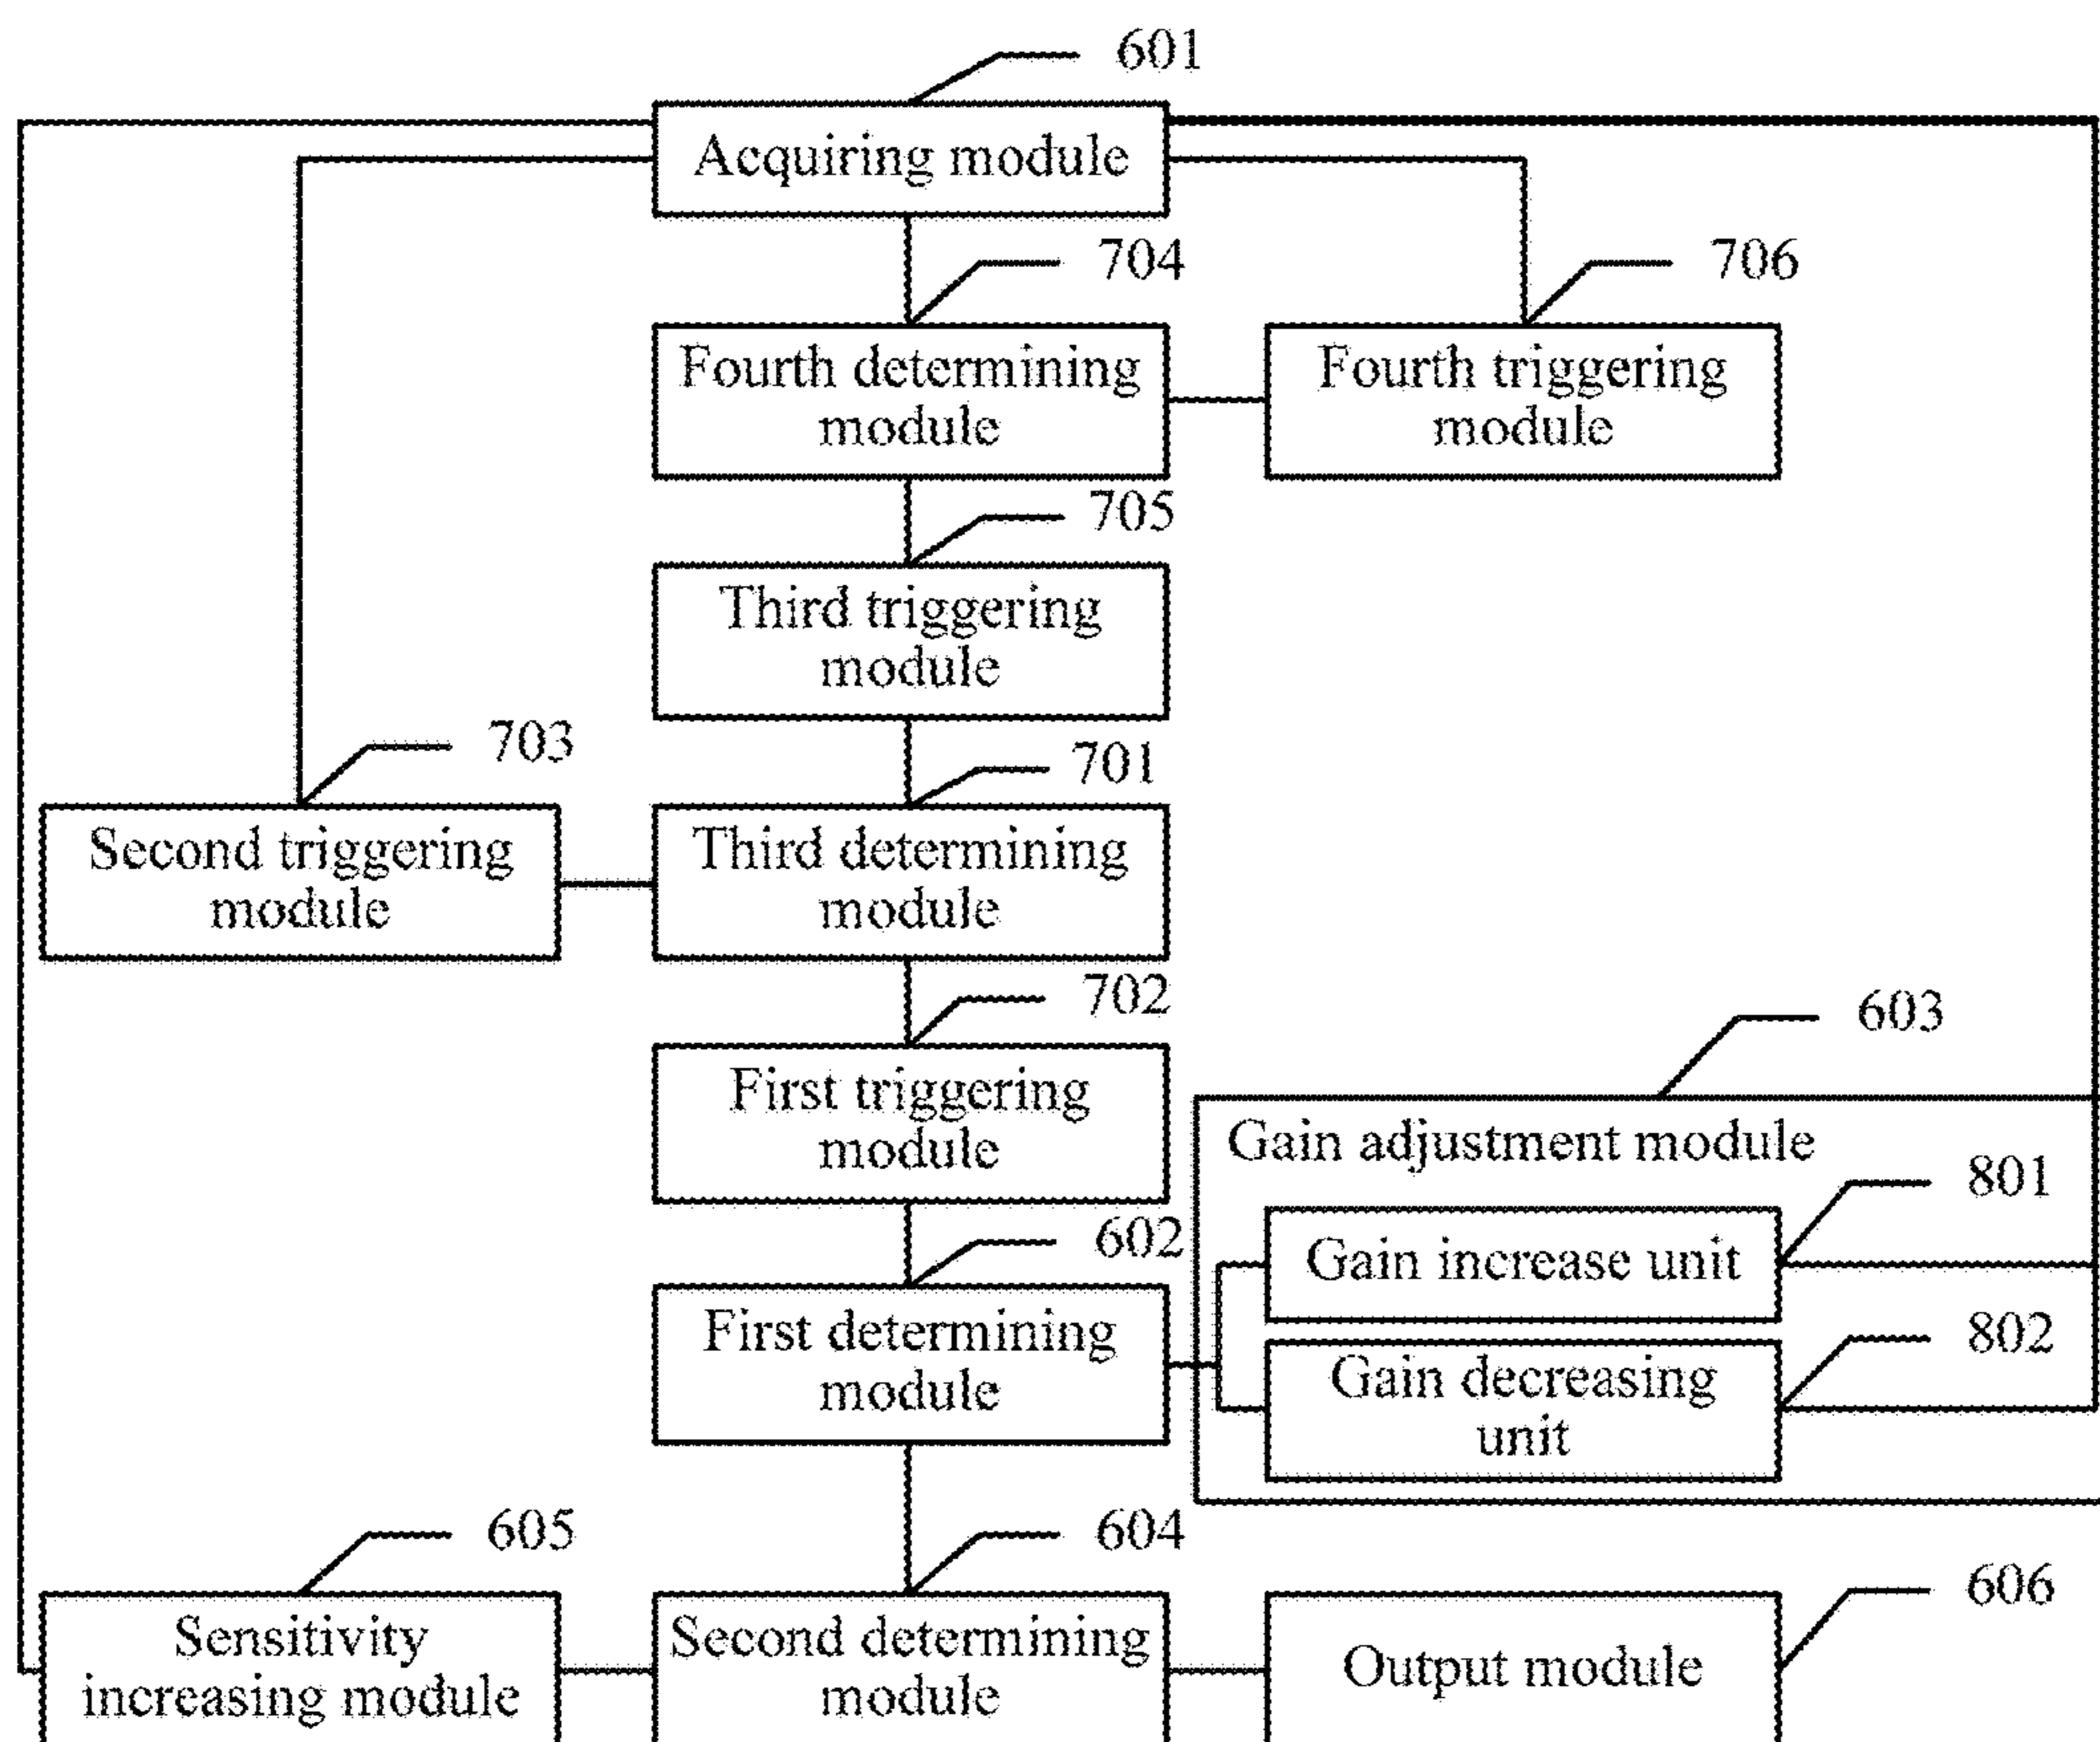 601
Acquiring module
704
706
Fourth determining
module
Fourth triggering
module
705
Third triggering
module
703
701
Second triggering
module
Third determining
module
702
603
First triggering
module
Gain adjustment module
801
602
Gain increase unit
First determining
module
802
Gain decreasing
unit
605
604
606
Sensitivity
increasing module
Second determining
module
Output module